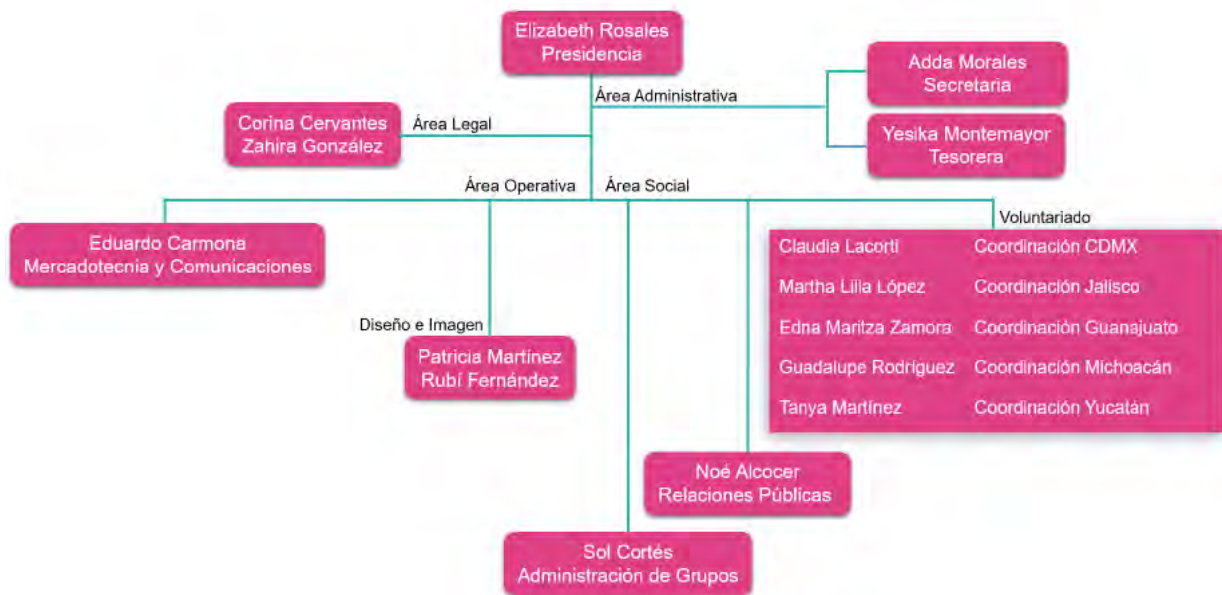 Elizabeth Rosales
Presidencia
Área Administrativa
Adda Morales
Secretaria
Corina Cervantes
Zahira González
Área Legal
Yesika Montemayor
Tesorera
Área Operativa
Área Social
Eduardo Carmona
Mercadotecnia y Comunicaciones
Voluntariado
Claudia Lacorti Coordinación CDMX
Martha Lilia López Coordinación Jalisco
Edna Maritza Zamora Coordinación Guanajuato
Guadalupe Rodríguez Coordinación Michoacán
Tanya Martínez Coordinación Yucatán
Diseño e Imagen
Patricia Martínez
Rubí Fernández
Noé Alcocer
Relaciones Públicas
Sol Cortés
Administración de Grupos